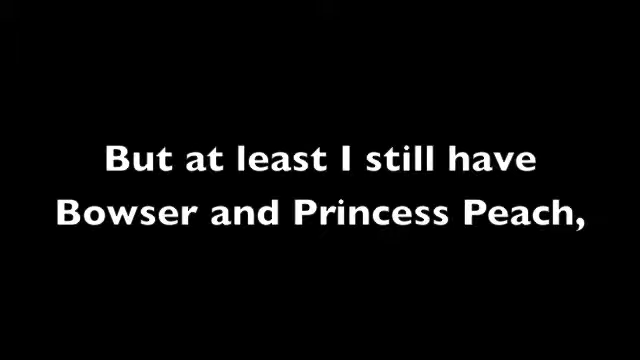 But at least I still have
Bowser and Princess Peach,